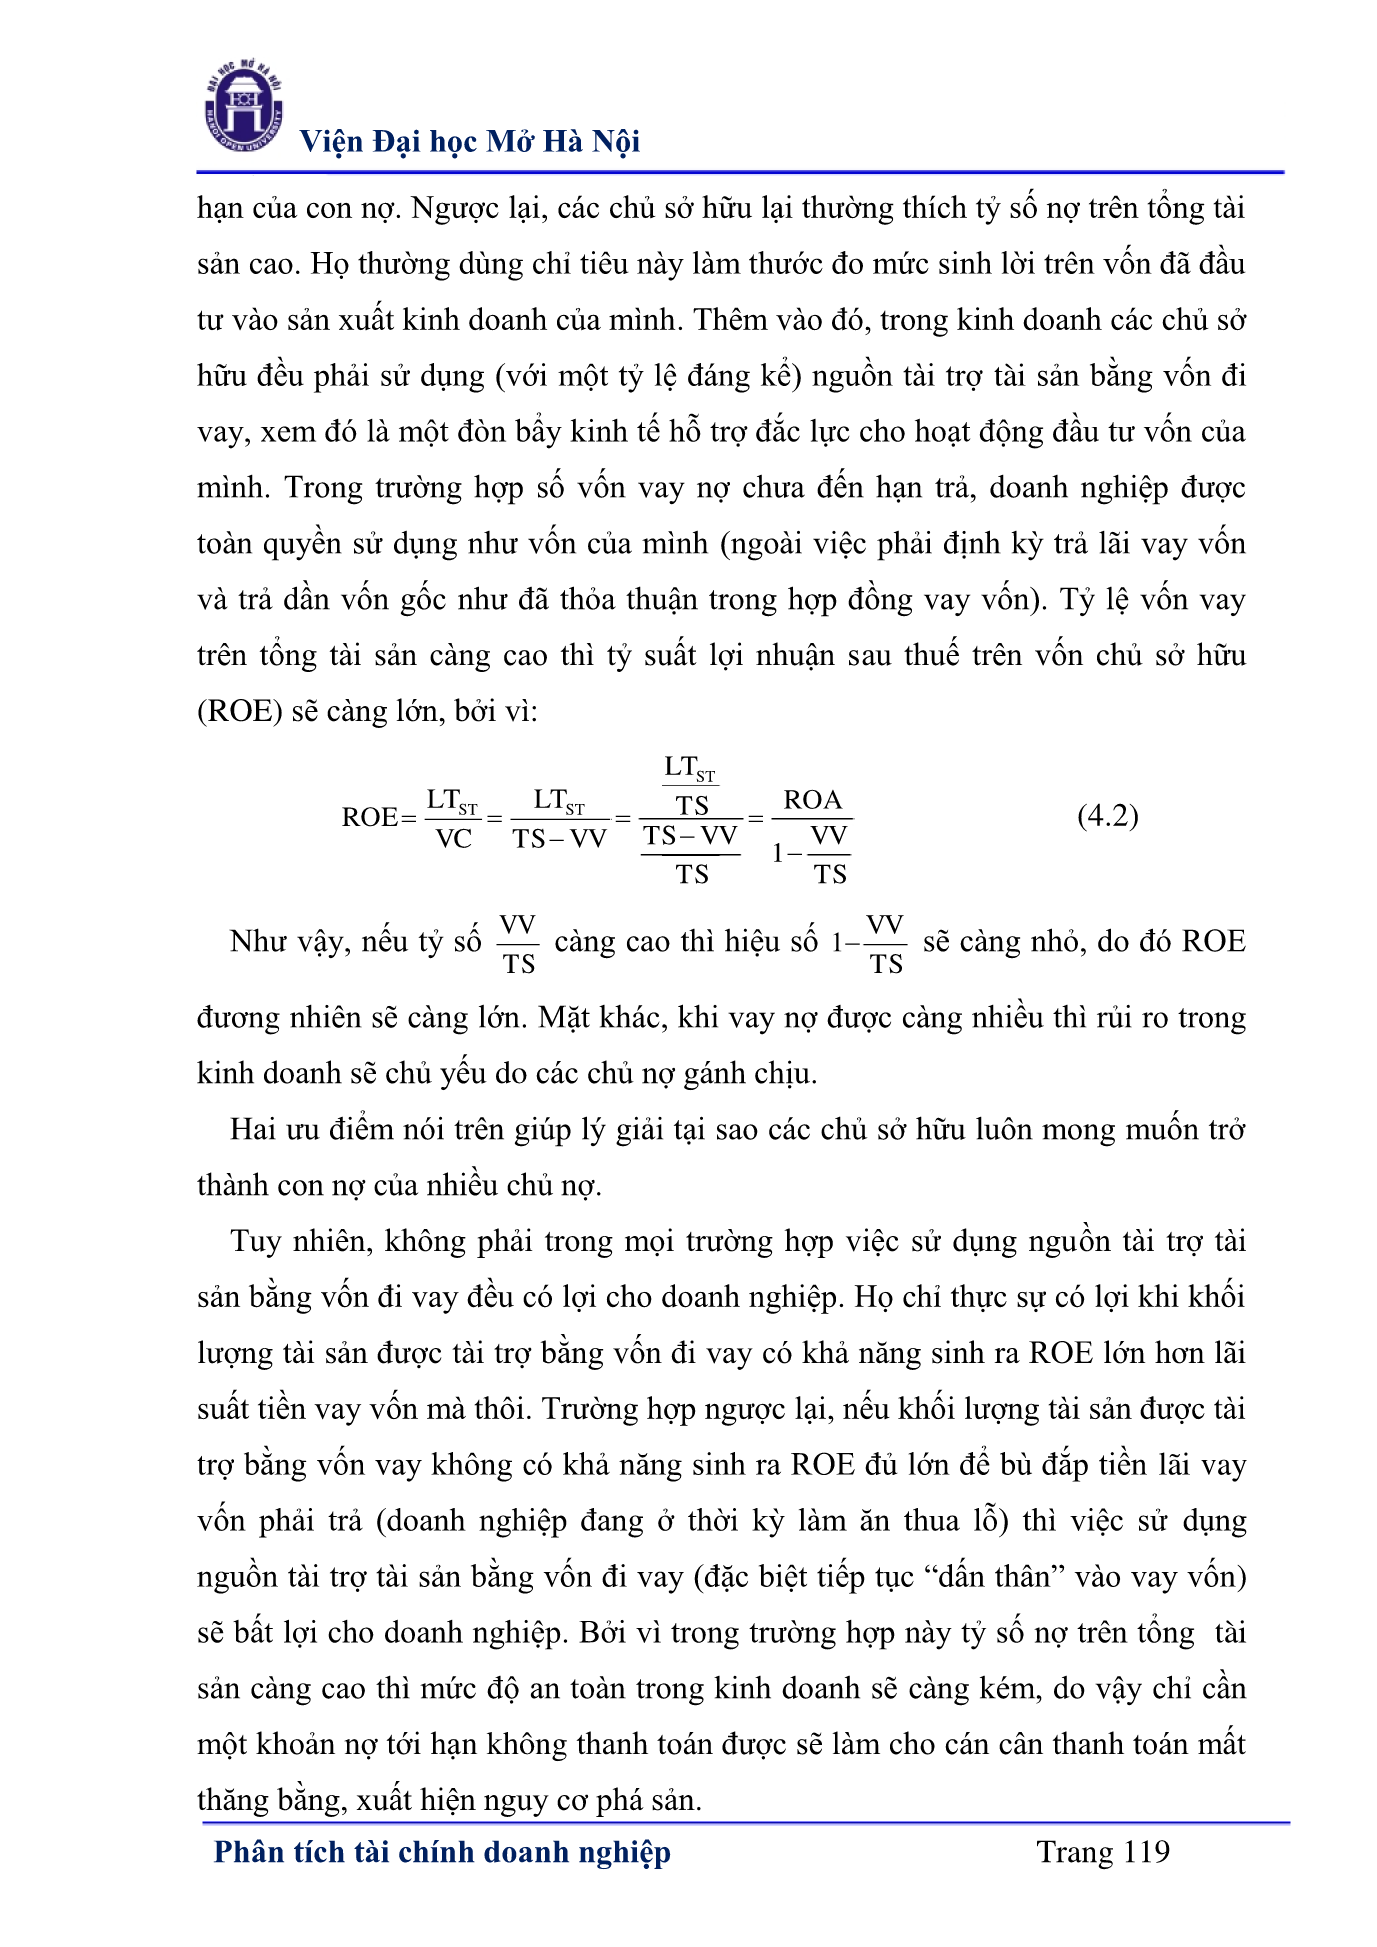 ĐẠI HỌC MỞ HÀ NỘI
HANOI OPEN UNIVERSITY
Viện Đại học Mở Hà Nội
hạn của con nợ. Ngược lại, các chủ sở hữu lại thường thích tỷ số nợ trên tổng tài
sản cao. Họ thường dùng chỉ tiêu này làm thước đo mức sinh lời trên vốn đã đầu
tư vào sản xuất kinh doanh của mình. Thêm vào đó, trong kinh doanh các chủ sở
hữu đều phải sử dụng (với một tỷ lệ đáng kể) nguồn tài trợ tài sản bằng vốn đi
vay, xem đó là một đòn bẩy kinh tế hỗ trợ đắc lực cho hoạt động đầu tư vốn của
mình. Trong trường hợp số vốn vay nợ chưa đến hạn trả, doanh nghiệp được
toàn quyền sử dụng như vốn của mình (ngoài việc phải định kỳ trả lãi vay vốn
và trả dần vốn gốc như đã thỏa thuận trong hợp đồng vay vốn). Tỷ lệ vốn vay
trên tổng tài sản càng cao thì tỷ suất lợi nhuận sau thuế trên vốn chủ sở hữu
(ROE) sẽ càng lớn, bởi vì:
ROE = LT_ST / VC = LT_ST / (TS − VV) = (LT_ST / TS) / ((TS − VV) / TS) = ROA / (1 − VV / TS) (4.2)
Như vậy, nếu tỷ số VV/TS càng cao thì hiệu số 1−VV/TS sẽ càng nhỏ, do đó ROE
đương nhiên sẽ càng lớn. Mặt khác, khi vay nợ được càng nhiều thì rủi ro trong
kinh doanh sẽ chủ yếu do các chủ nợ gánh chịu.
Hai ưu điểm nói trên giúp lý giải tại sao các chủ sở hữu luôn mong muốn trở
thành con nợ của nhiều chủ nợ.
Tuy nhiên, không phải trong mọi trường hợp việc sử dụng nguồn tài trợ tài
sản bằng vốn đi vay đều có lợi cho doanh nghiệp. Họ chỉ thực sự có lợi khi khối
lượng tài sản được tài trợ bằng vốn đi vay có khả năng sinh ra ROE lớn hơn lãi
suất tiền vay vốn mà thôi. Trường hợp ngược lại, nếu khối lượng tài sản được tài
trợ bằng vốn vay không có khả năng sinh ra ROE đủ lớn để bù đắp tiền lãi vay
vốn phải trả (doanh nghiệp đang ở thời kỳ làm ăn thua lỗ) thì việc sử dụng
nguồn tài trợ tài sản bằng vốn đi vay (đặc biệt tiếp tục “dấn thân” vào vay vốn)
sẽ bất lợi cho doanh nghiệp. Bởi vì trong trường hợp này tỷ số nợ trên tổng tài
sản càng cao thì mức độ an toàn trong kinh doanh sẽ càng kém, do vậy chỉ cần
một khoản nợ tới hạn không thanh toán được sẽ làm cho cán cân thanh toán mất
thăng bằng, xuất hiện nguy cơ phá sản.
Phân tích tài chính doanh nghiệp Trang 119